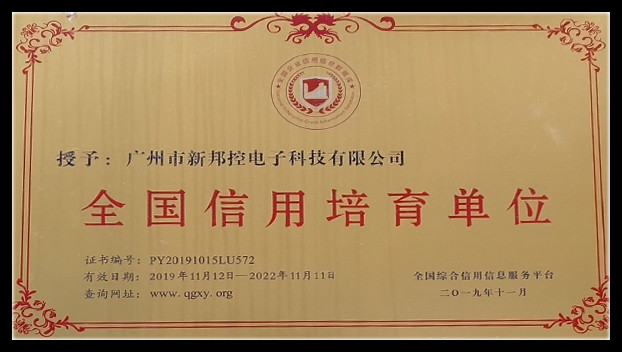 授予：广州市新邦控电子科技有限公司
全国信用培育单位
证书编号：PY20191015LU572
有效日期：2019年11月12日—2022年11月11日
查询网址：www.qgxy.org
全国综合信用信息服务平台
二〇一九年十一月